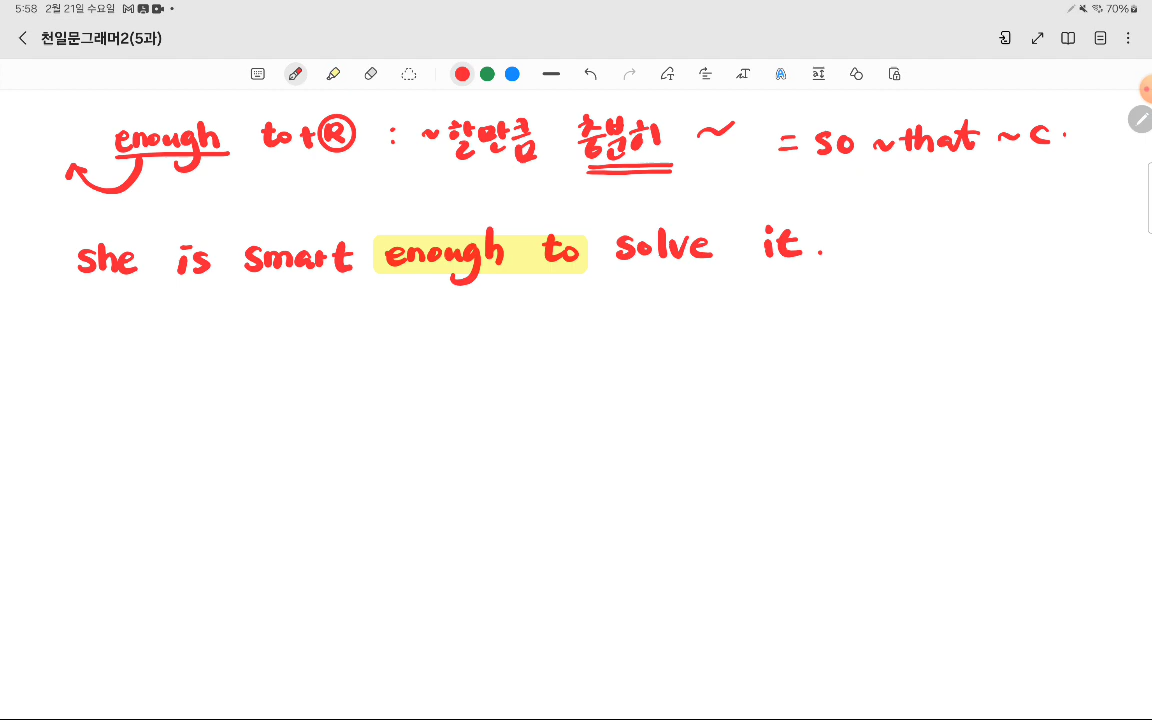 5:58 2월 21일 수요일 70%
천일문그래머2(5과)
enough to+Ⓡ : ~할만큼 충분히 ~ = so ~that ~c
she is smart enough to solve it.